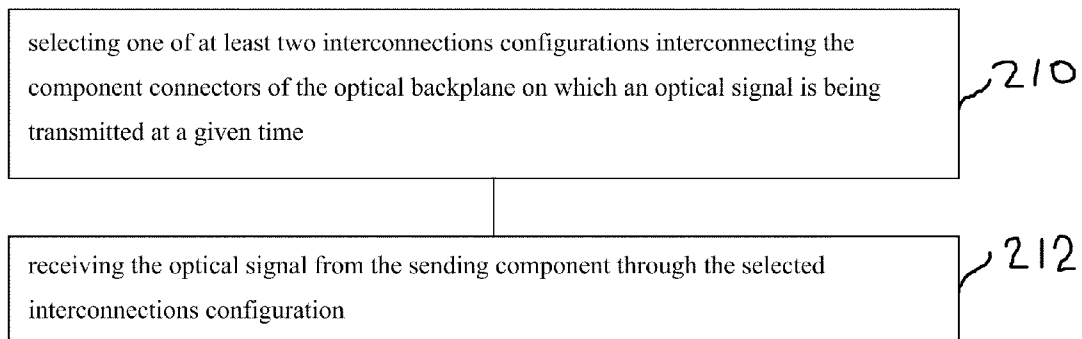 selecting one of at least two interconnections configurations interconnecting the
component connectors of the optical backplane on which an optical signal is being
transmitted at a given time
210
receiving the optical signal from the sending component through the selected
interconnections configuration
212